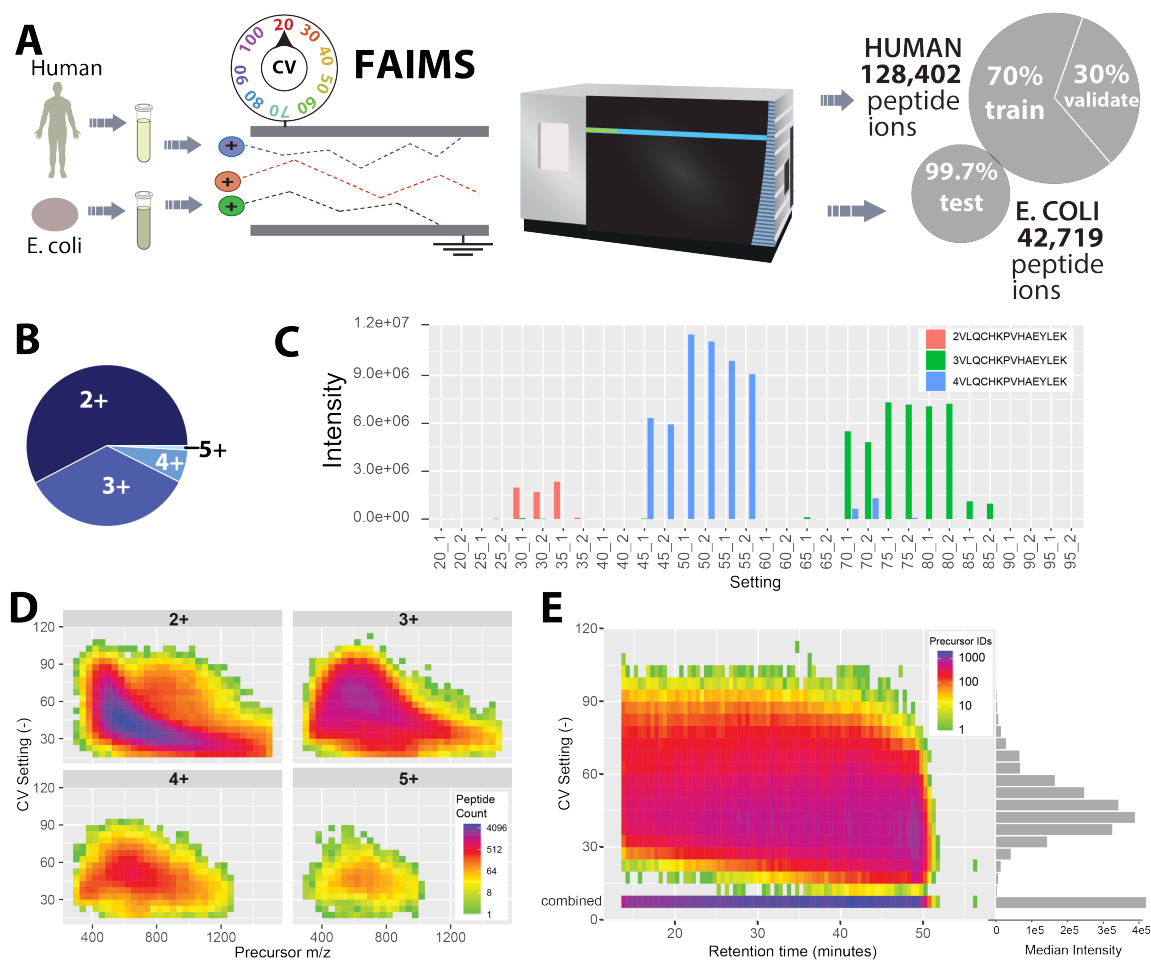 A
Human
E. coli
20
30
40
50
60
70
80
90
100
CV
FAIMS
+
+
+
HUMAN
128,402
peptide
ions
70%
train
30%
validate
99.7%
test
E. COLI
42,719
peptide
ions
B
2+
3+
4+
5+
C
1.2e+07
9.0e+06
6.0e+06
3.0e+06
0.0e+00
Intensity
2VLQCHKPVHAEYLEK
3VLQCHKPVHAEYLEK
4VLQCHKPVHAEYLEK
20_1
20_2
25_1
25_2
30_1
30_2
35_1
35_2
40_1
40_2
45_1
45_2
50_1
50_2
55_1
55_2
60_1
60_2
65_1
65_2
70_1
70_2
75_1
75_2
80_1
80_2
85_1
85_2
90_1
90_2
95_1
95_2
Setting
D
2+
3+
120
90
60
30
4+
5+
120
90
60
30
CV Setting (-)
Peptide
Count
4096
512
64
8
1
400 800 1200
400 800 1200
Precursor m/z
E
120
90
60
30
combined
0
CV Setting (-)
Precursor IDs
1000
100
10
1
20 30 40 50
Retention time (minutes)
0 1e5 2e5 3e5 4e5
Median Intensity